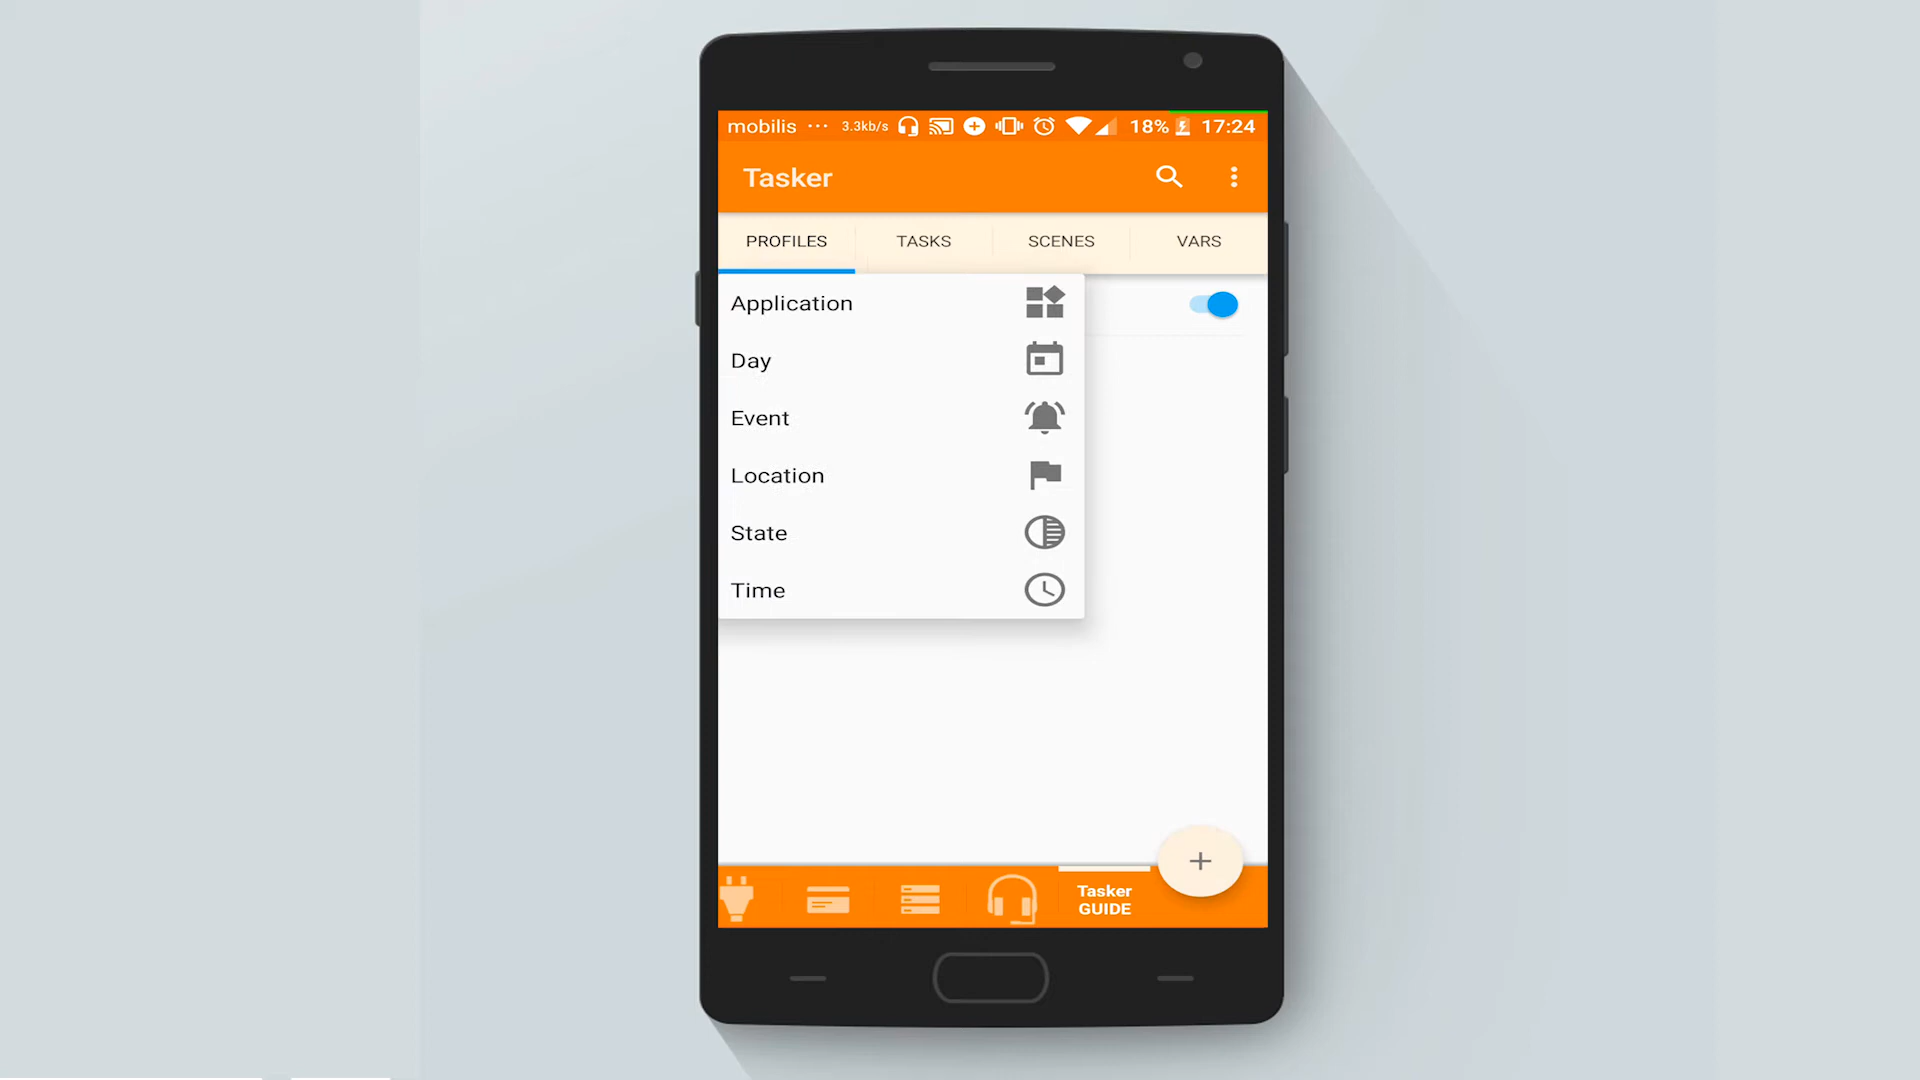 mobilis ... 3.3kb/s 18% 17:24
Tasker
PROFILES TASKS SCENES VARS
Application
Day
Event
Location
State
Time
Tasker
GUIDE